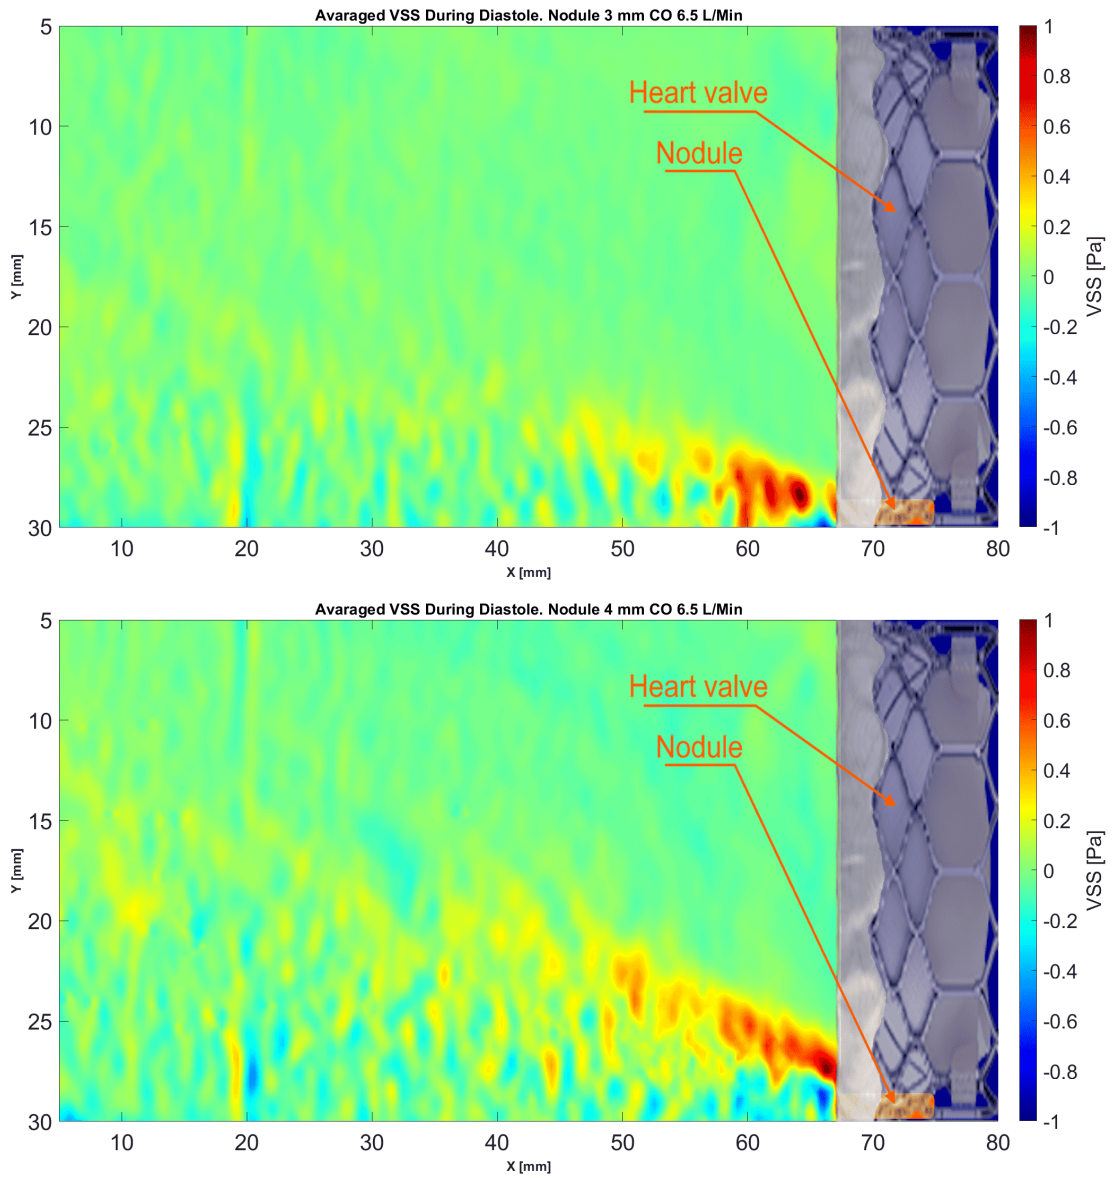 Avaraged VSS During Diastole. Nodule 3 mm CO 6.5 L/Min
5
10
15
20
25
30
Y [mm]
Heart valve
Nodule
10 20 30 40 50 60 70 80
X [mm]
1
0.8
0.6
0.4
0.2
0
-0.2
-0.4
-0.6
-0.8
-1
VSS [Pa]
Avaraged VSS During Diastole. Nodule 4 mm CO 6.5 L/Min
5
10
15
20
25
30
Y [mm]
Heart valve
Nodule
10 20 30 40 50 60 70 80
X [mm]
1
0.8
0.6
0.4
0.2
0
-0.2
-0.4
-0.6
-0.8
-1
VSS [Pa]